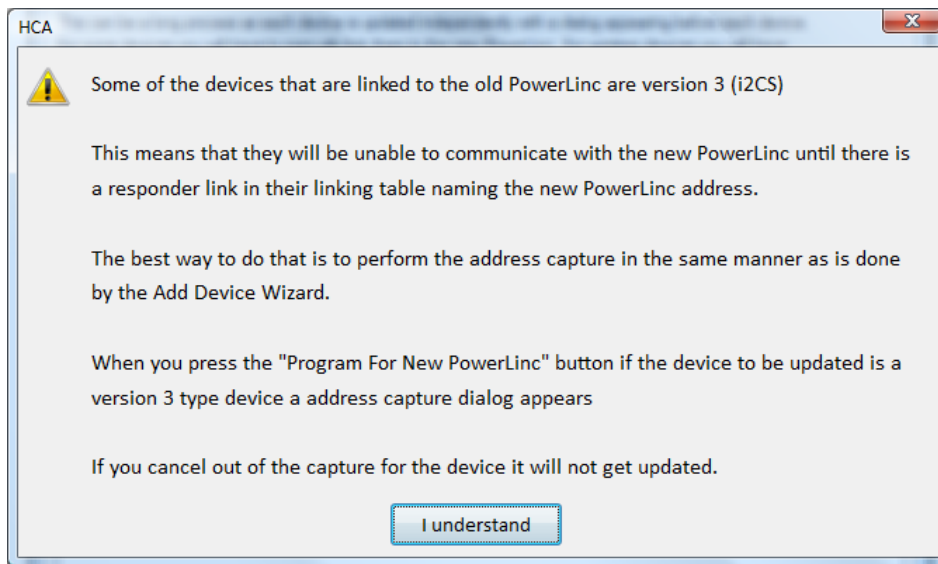 HCA
Some of the devices that are linked to the old PowerLinc are version 3 (i2CS)
This means that they will be unable to communicate with the new PowerLinc until there is
a responder link in their linking table naming the new PowerLinc address.
The best way to do that is to perform the address capture in the same manner as is done
by the Add Device Wizard.
When you press the "Program For New PowerLinc" button if the device to be updated is a
version 3 type device a address capture dialog appears
If you cancel out of the capture for the device it will not get updated.
I understand